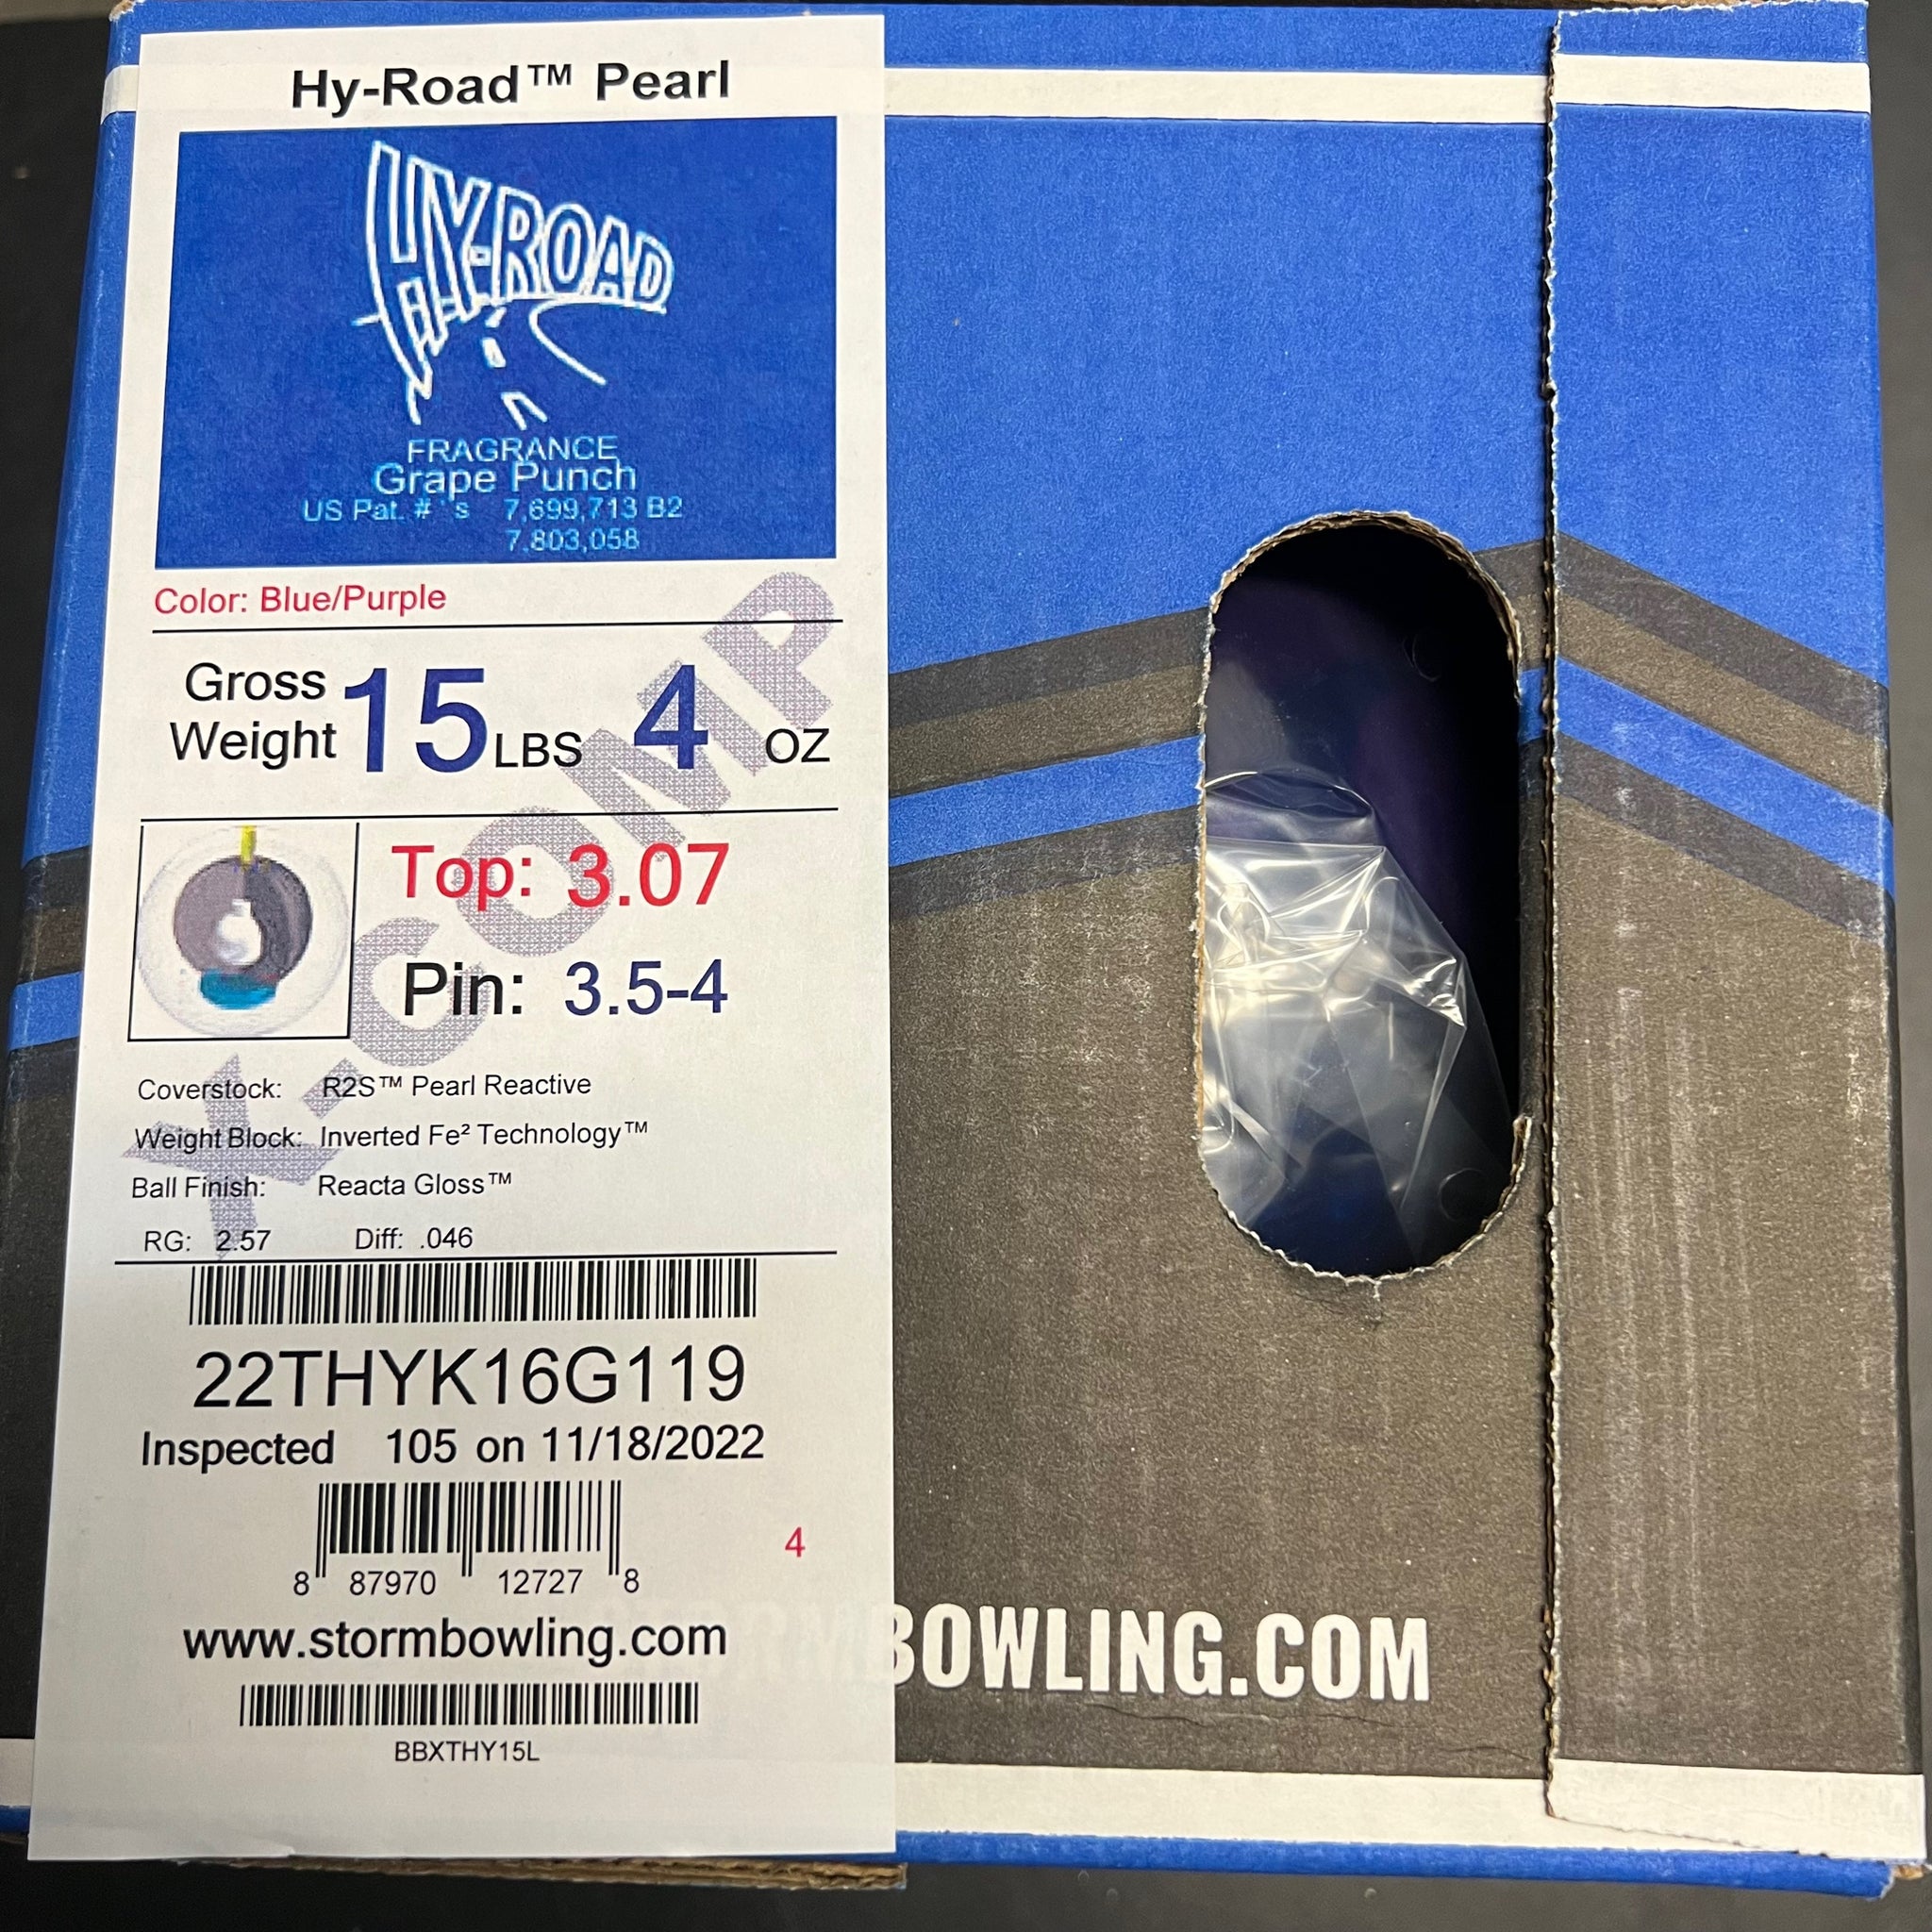 Hy-Road™ Pearl
HY-ROAD
FRAGRANCE
Grape Punch
US Pat. # 's 7,699,713 B2
7,803,058
Color: Blue/Purple
Gross Weight 15 LBS 4 OZ
Top: 3.07
Pin: 3.5-4
X-COMP
Coverstock: R2S™ Pearl Reactive
Weight Block: Inverted Fe² Technology™
Ball Finish: Reacta Gloss™
RG: 2.57 Diff: .046
22THYK16G119
Inspected 105 on 11/18/2022
8 87970 12727 8
4
www.stormbowling.com
BBXTHY15L
STORMBOWLING.COM